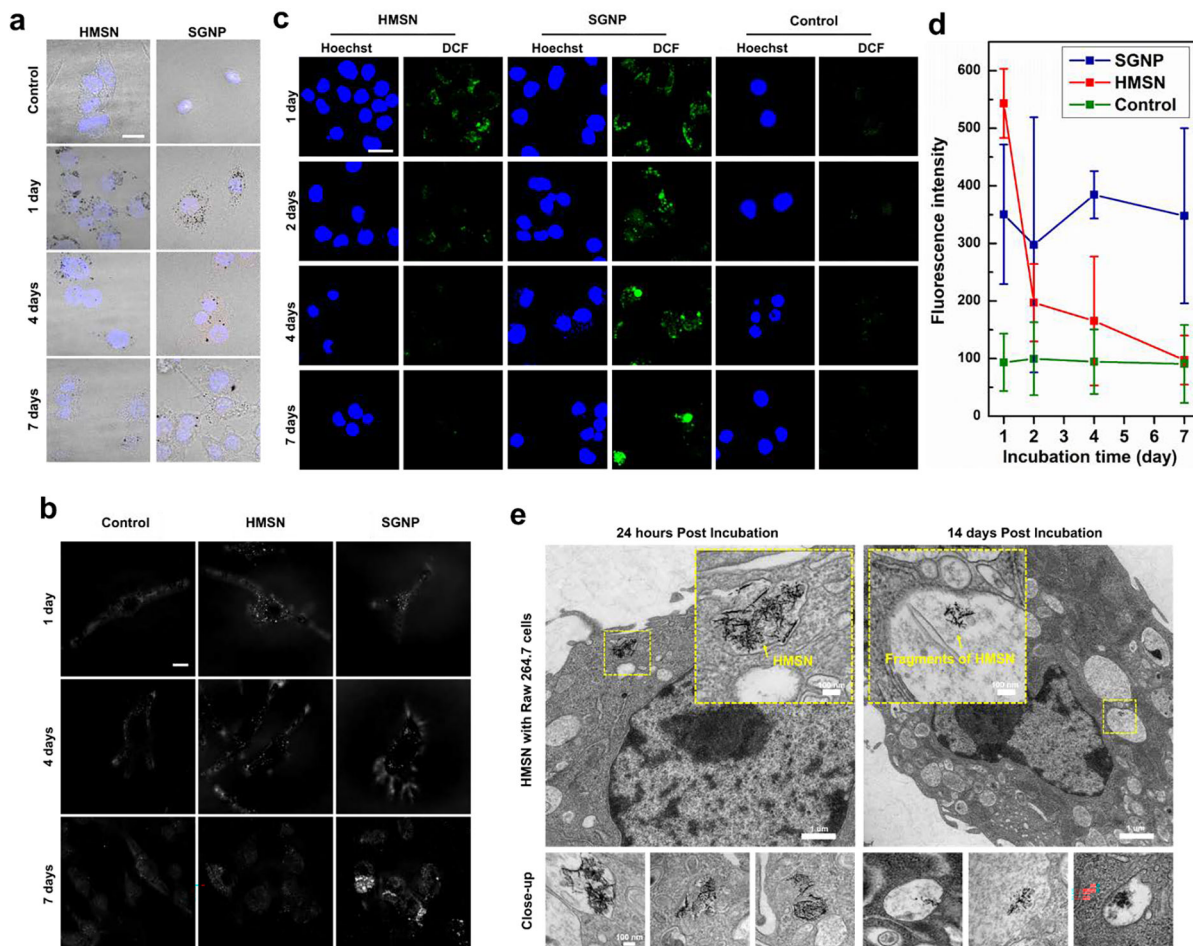 a
HMSN
SGNP
Control
1 day
4 days
7 days
c
HMSN
SGNP
Control
Hoechst
DCF
Hoechst
DCF
Hoechst
DCF
1 day
2 days
4 days
7 days
d
SGNP
HMSN
Control
600
500
400
300
200
100
0
Fluorescence intensity
1
2
3
4
5
6
7
Incubation time (day)
b
Control
HMSN
SGNP
1 day
4 days
7 days
e
24 hours Post Incubation
14 days Post Incubation
HMSN with Raw 264.7 cells
HMSN
100 nm
1 um
Fragments of HMSN
100 nm
1 um
Close-up
100 nm